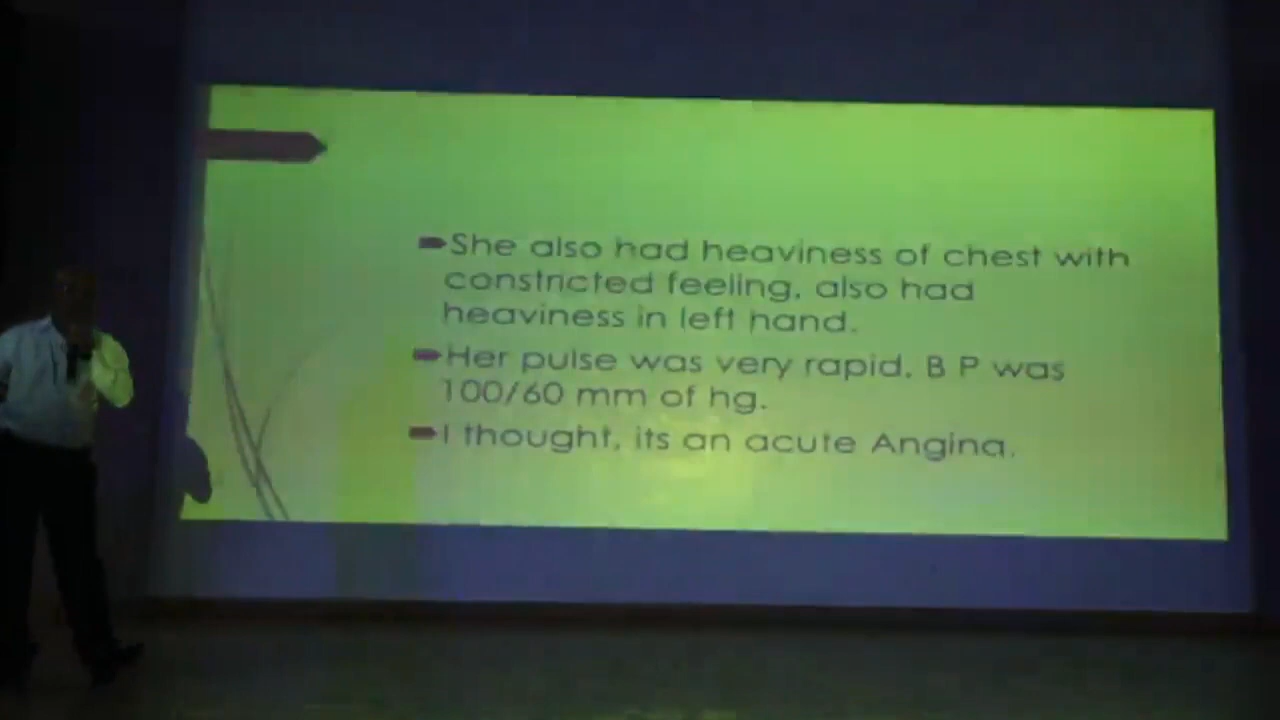 She also had heaviness of chest with
constricted feeling, also had
heaviness in left hand.
Her pulse was very rapid. B P was
100/60 mm of hg.
I thought, its an acute Angina.